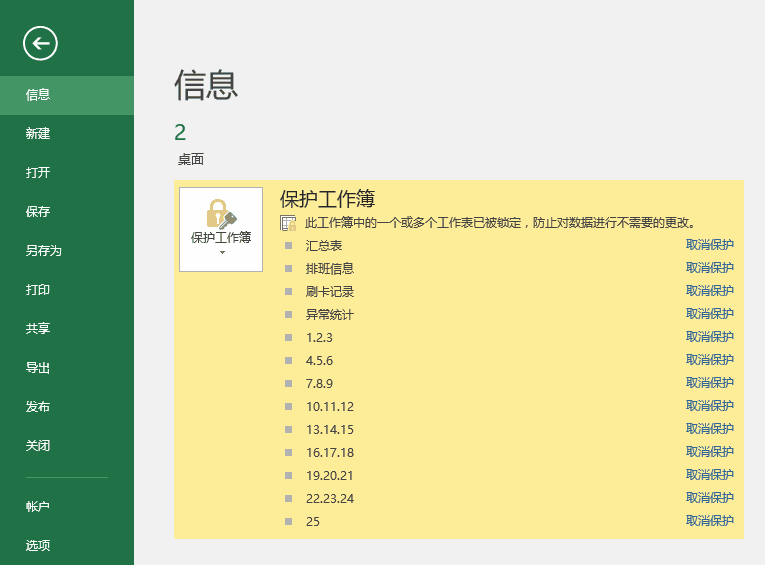 信息
新建
打开
保存
另存为
打印
共享
导出
发布
关闭
帐户
选项
信息
2
桌面
保护工作簿
保护工作簿
此工作簿中的一个或多个工作表已被锁定，防止对数据进行不需要的更改。
汇总表 取消保护
排班信息 取消保护
刷卡记录 取消保护
异常统计 取消保护
1.2.3 取消保护
4.5.6 取消保护
7.8.9 取消保护
10.11.12 取消保护
13.14.15 取消保护
16.17.18 取消保护
19.20.21 取消保护
22.23.24 取消保护
25 取消保护